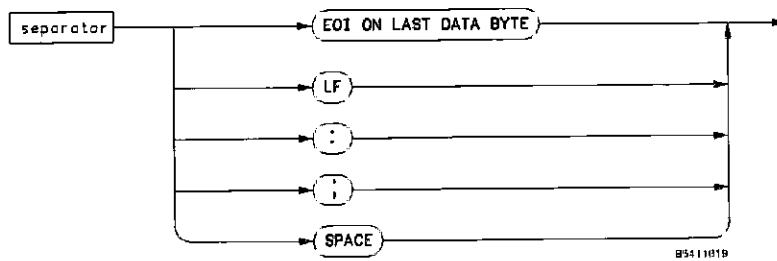 separator
EOI ON LAST DATA BYTE
LF
:
;
SPACE